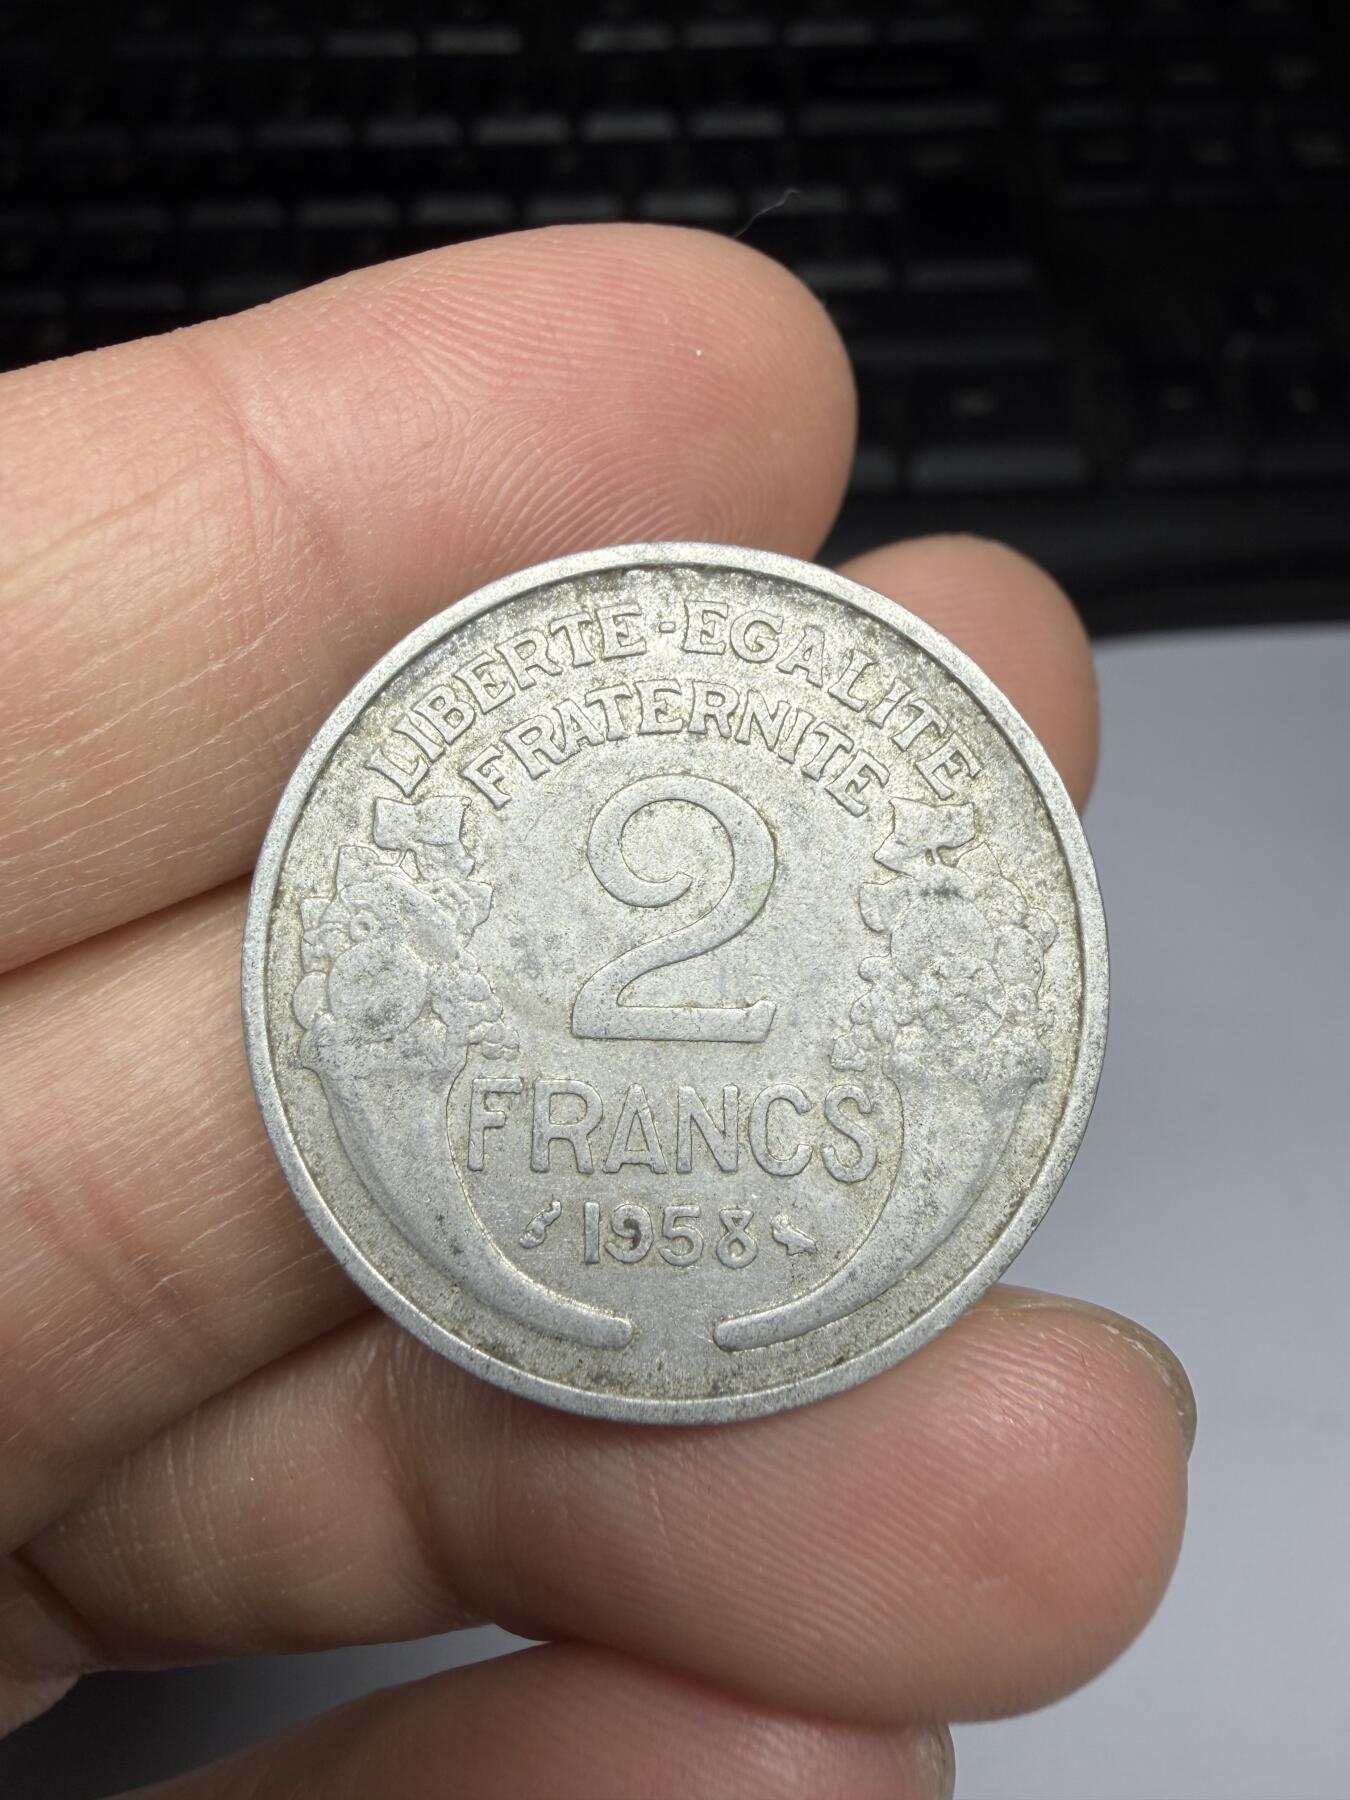 LIBERTE-EGALITE
FRATERNITE
2
FRANCS
1958